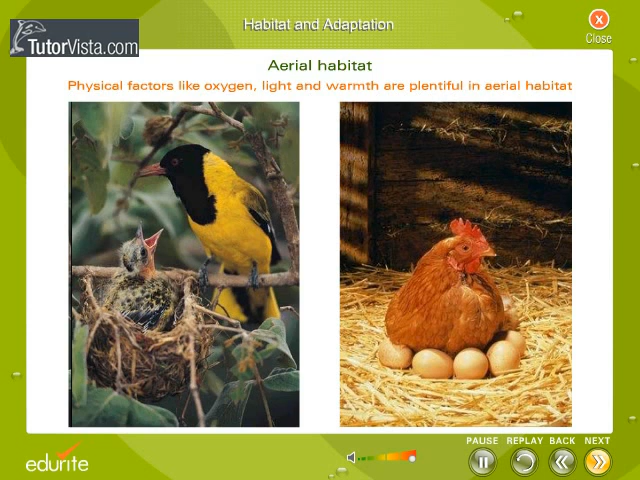 Habitat and Adaptation
x
Close
TutorVista.com
Aerial habitat
Physical factors like oxygen, light and warmth are plentiful in aerial habitat
PAUSE REPLAY BACK NEXT
edurite